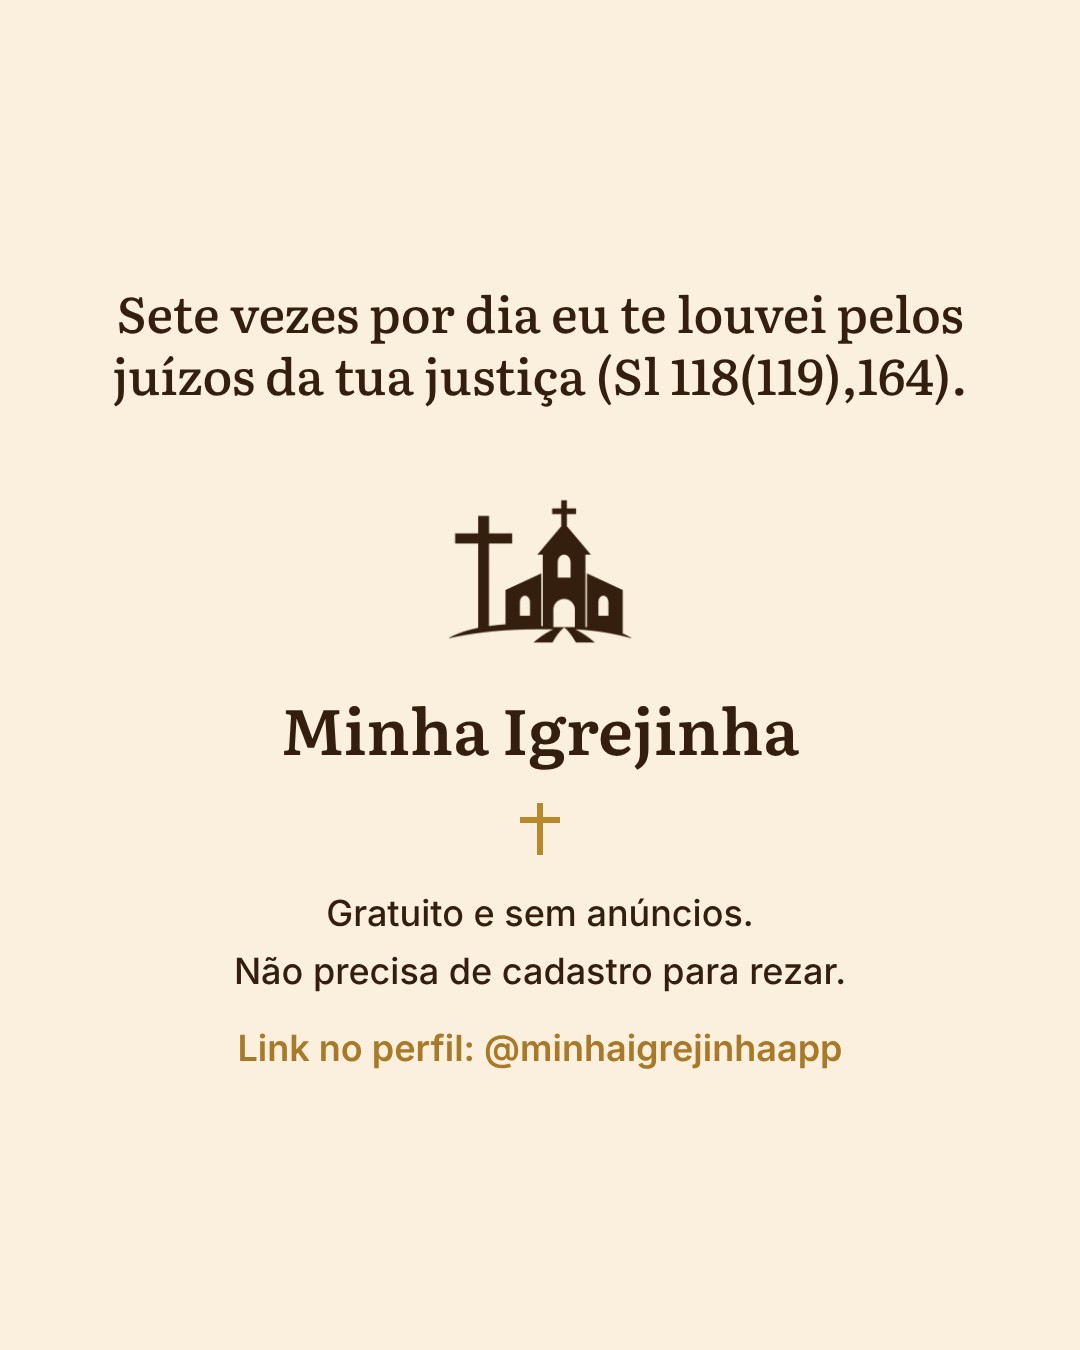 Sete vezes por dia eu te louvei pelos
juízos da tua justiça (Sl 118(119),164).
Minha Igrejinha
Gratuito e sem anúncios.
Não precisa de cadastro para rezar.
Link no perfil: @minhaigrejinhaapp